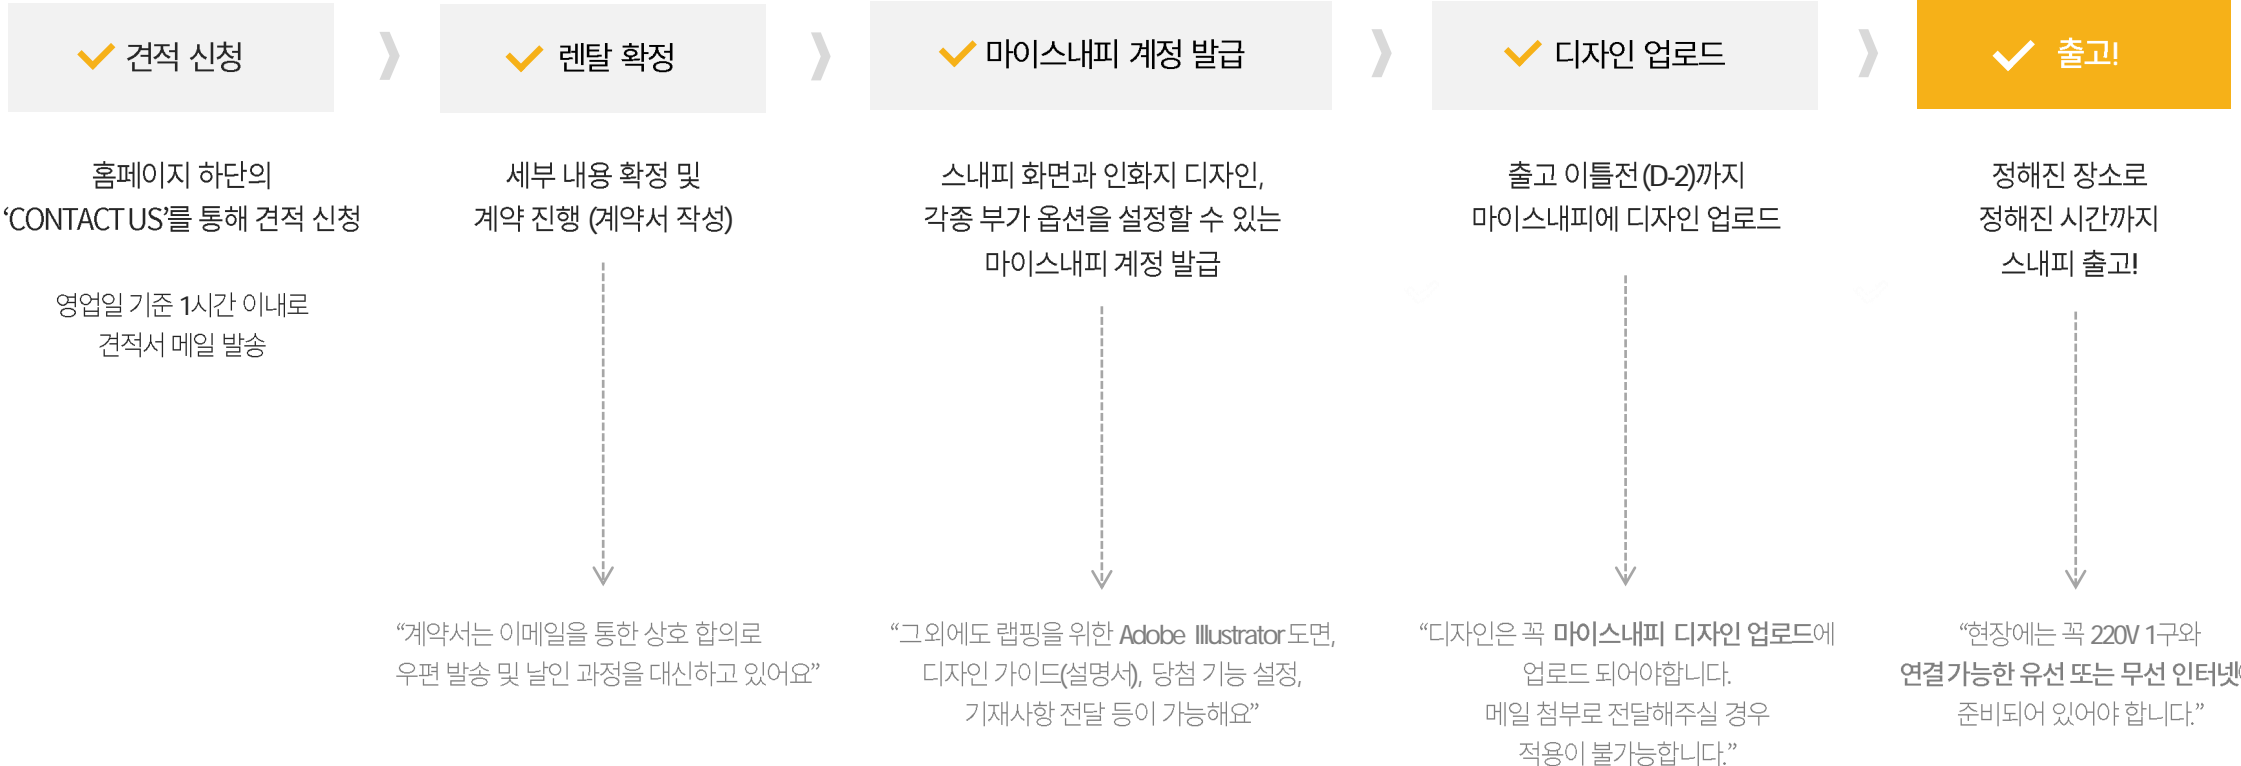 견적 신청
렌탈 확정
마이스내피 계정 발급
디자인 업로드
출고!
홈페이지 하단의
‘CONTACT US’를 통해 견적 신청
영업일 기준 1시간 이내로
견적서 메일 발송
세부 내용 확정 및
계약 진행 (계약서 작성)
“계약서는 이메일을 통한 상호 합의로
우편 발송 및 날인 과정을 대신하고 있어요”
스내피 화면과 인화지 디자인,
각종 부가 옵션을 설정할 수 있는
마이스내피 계정 발급
“그 외에도 랩핑을 위한 Adobe Illustrator 도면,
디자인 가이드(설명서), 당첨 기능 설정,
기재사항 전달 등이 가능해요”
출고 이틀전(D-2)까지
마이스내피에 디자인 업로드
“디자인은 꼭 마이스내피 디자인 업로드에
업로드 되어야합니다.
메일 첨부로 전달해주실 경우
적용이 불가능합니다.”
정해진 장소로
정해진 시간까지
스내피 출고!
“현장에는 꼭 220V 1구와
연결 가능한 유선 또는 무선 인터넷
준비되어 있어야 합니다.”